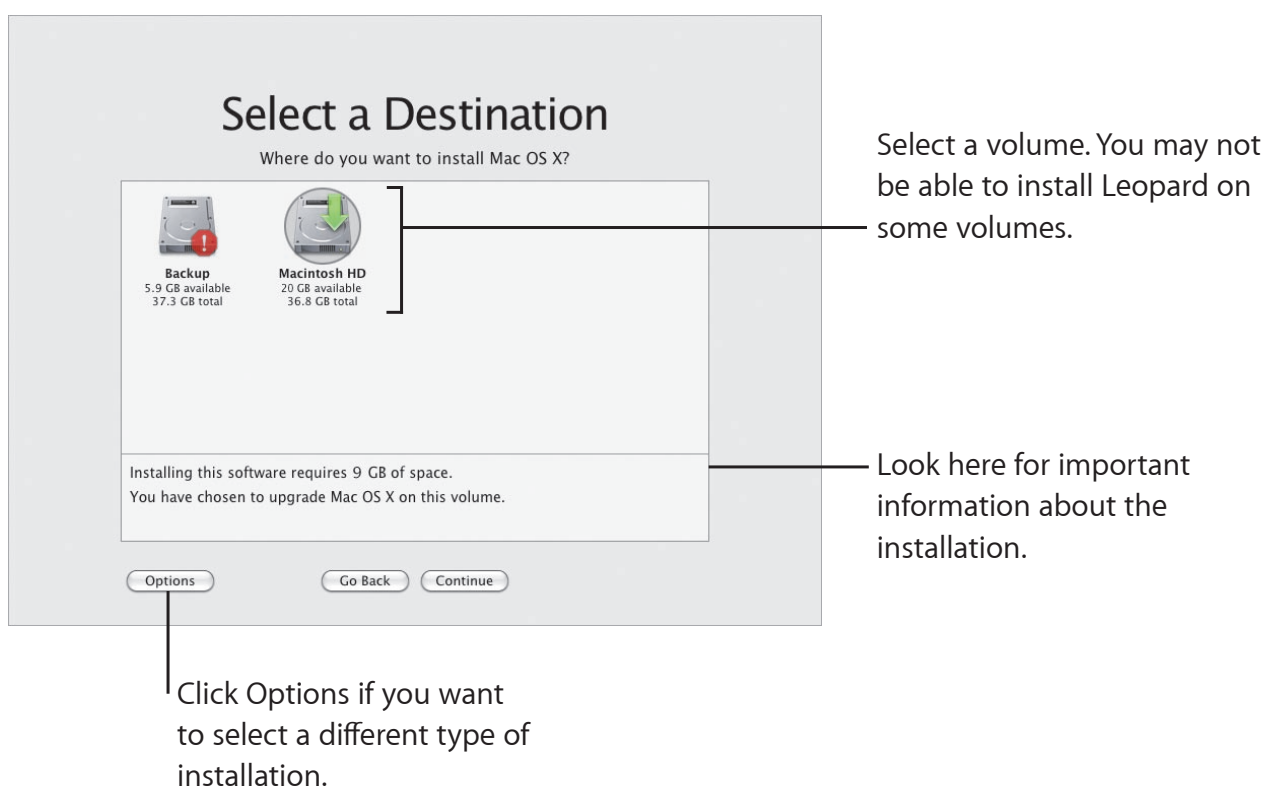 Select a Destination
Where do you want to install Mac OS X?
Backup
5.9 GB available
37.3 GB total
Macintosh HD
20 GB available
36.8 GB total
Installing this software requires 9 GB of space.
You have chosen to upgrade Mac OS X on this volume.
Options
Go Back
Continue
Select a volume. You may not
be able to install Leopard on
some volumes.
Look here for important
information about the
installation.
Click Options if you want
to select a different type of
installation.